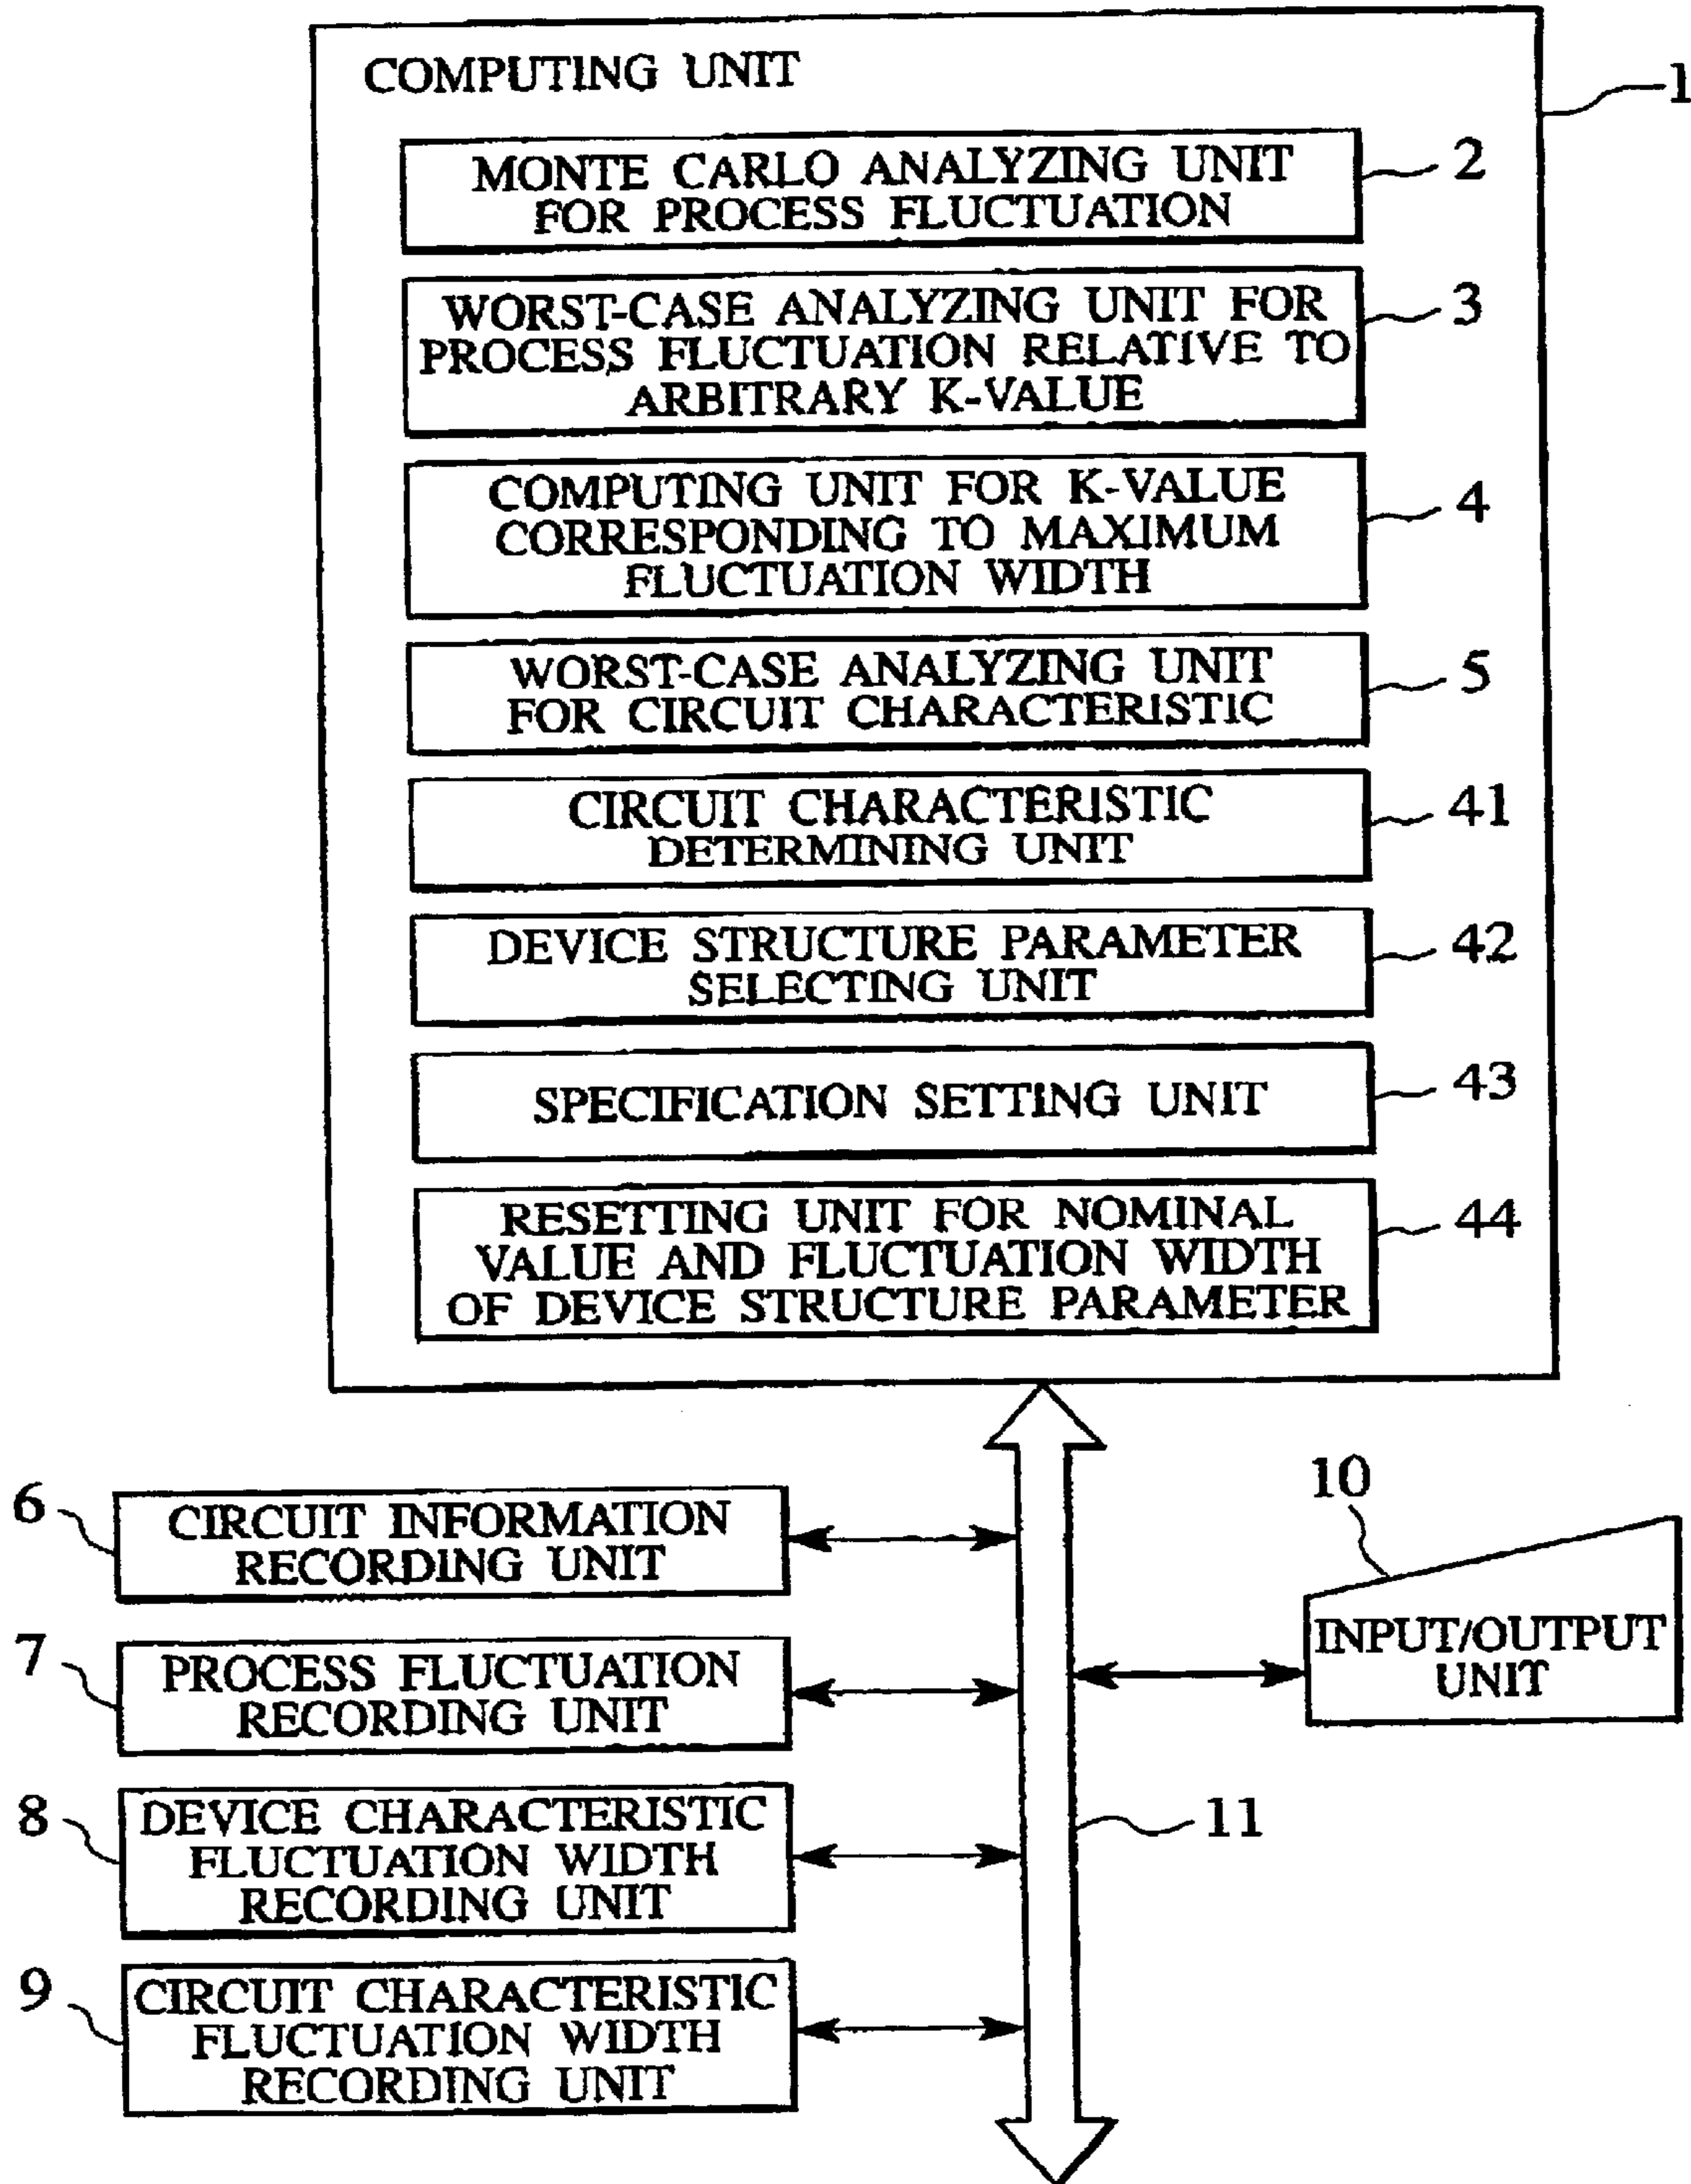 COMPUTING UNIT
1
MONTE CARLO ANALYZING UNIT
FOR PROCESS FLUCTUATION
2
WORST-CASE ANALYZING UNIT FOR
PROCESS FLUCTUATION RELATIVE TO
ARBITRARY K-VALUE
3
COMPUTING UNIT FOR K-VALUE
CORRESPONDING TO MAXIMUM
FLUCTUATION WIDTH
4
WORST-CASE ANALYZING UNIT
FOR CIRCUIT CHARACTERISTIC
5
CIRCUIT CHARACTERISTIC
DETERMINING UNIT
41
DEVICE STRUCTURE PARAMETER
SELECTING UNIT
42
SPECIFICATION SETTING UNIT
43
RESETTING UNIT FOR NOMINAL
VALUE AND FLUCTUATION WIDTH
OF DEVICE STRUCTURE PARAMETER
44
6
CIRCUIT INFORMATION
RECORDING UNIT
10
INPUT/OUTPUT
UNIT
7
PROCESS FLUCTUATION
RECORDING UNIT
8
DEVICE CHARACTERISTIC
FLUCTUATION WIDTH
RECORDING UNIT
11
9
CIRCUIT CHARACTERISTIC
FLUCTUATION WIDTH
RECORDING UNIT